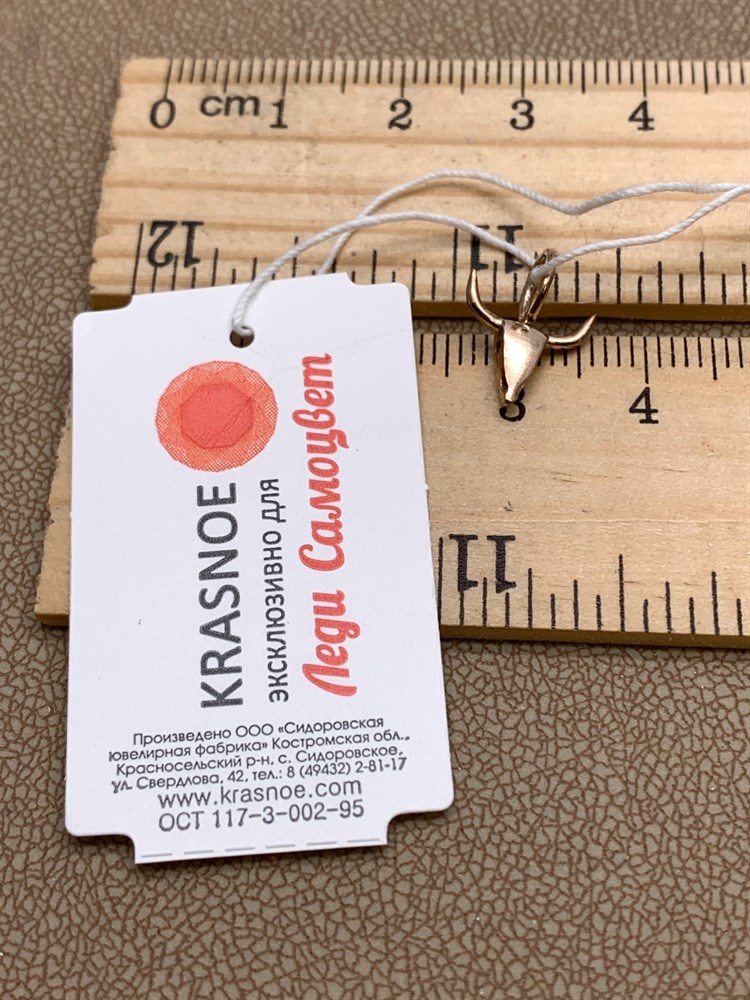 0 cm 1 2 3 4
12 11
3 4
11
KRASNOE
эксклюзивно для
Леди Самоцвет
Произведено ООО «Сидоровская
ювелирная фабрика» Костромская обл.,
Красносельский р-н, с. Сидоровское,
ул. Свердлова, 42, тел.: 8 (49432) 2-81-17
www.krasnoe.com
ОСТ 117-3-002-95